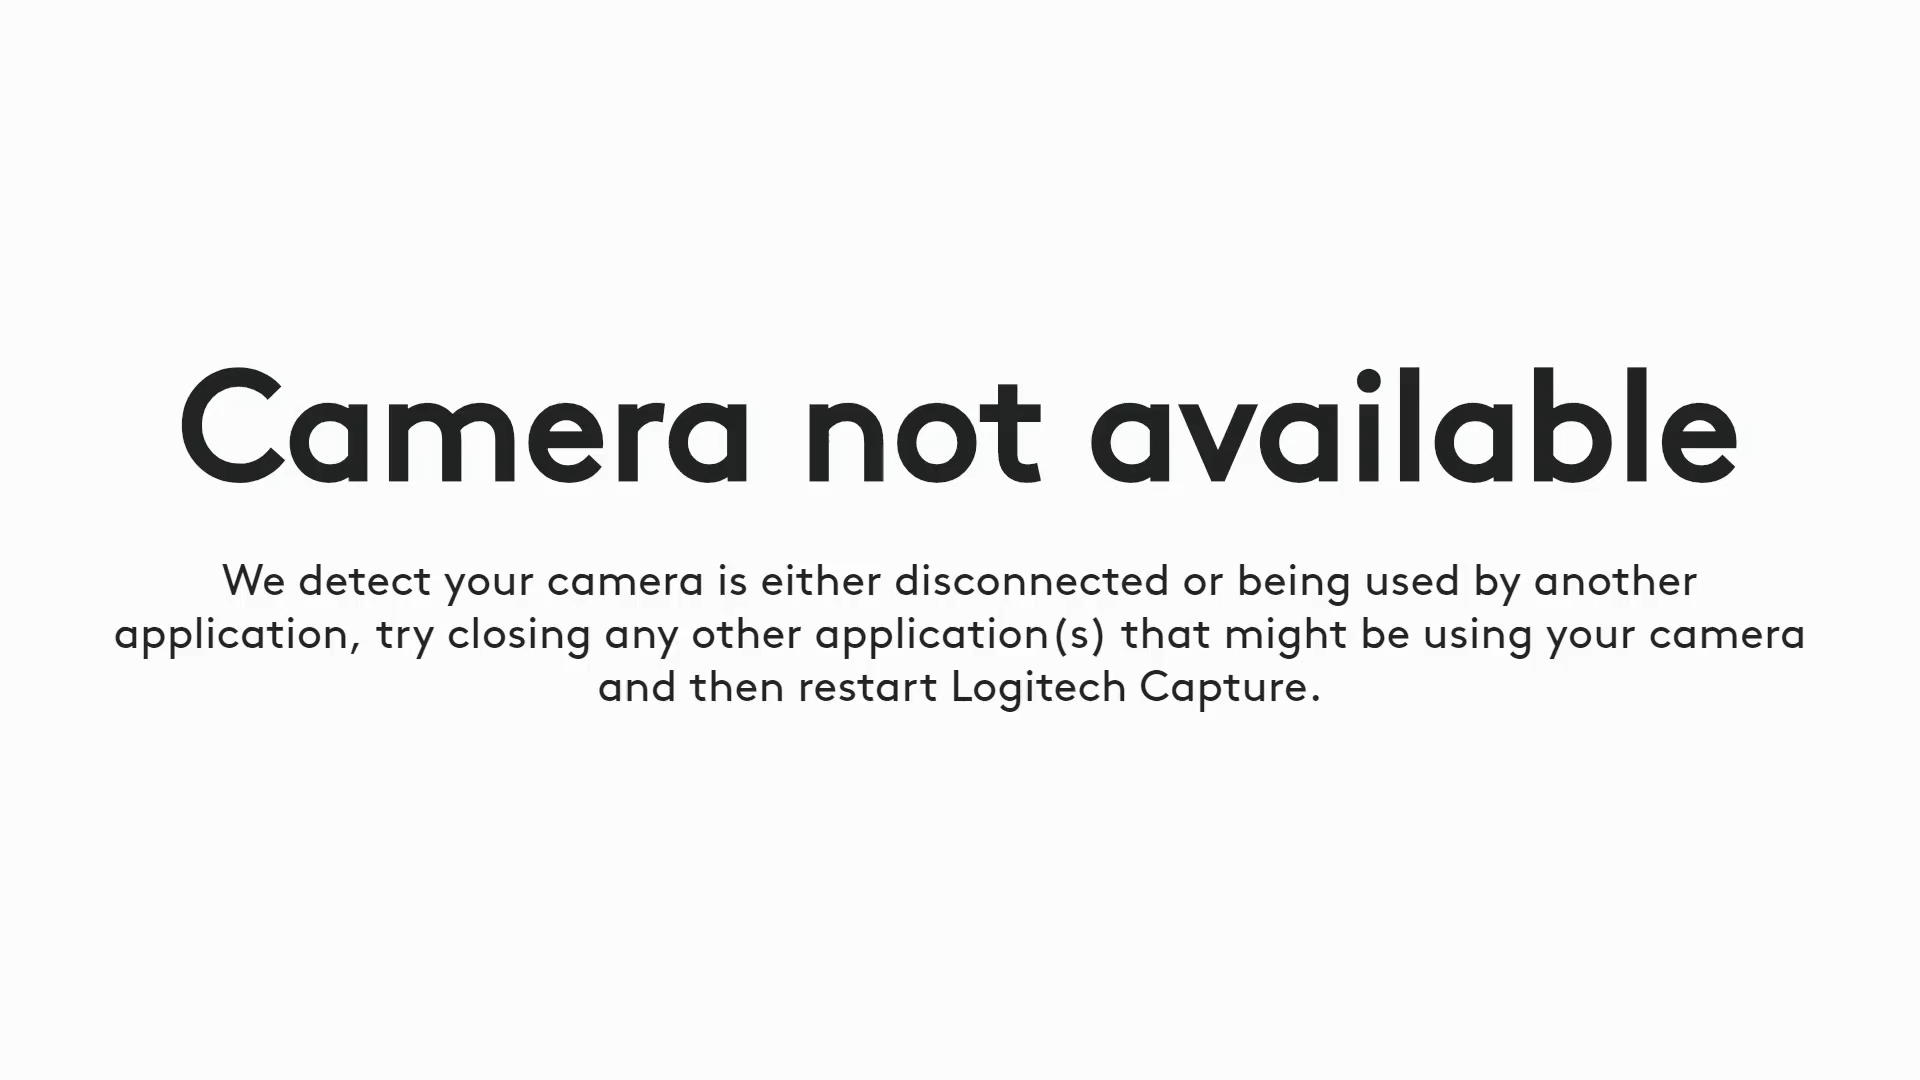 Camera not available
We detect your camera is either disconnected or being used by another
application, try closing any other application(s) that might be using your camera
and then restart Logitech Capture.